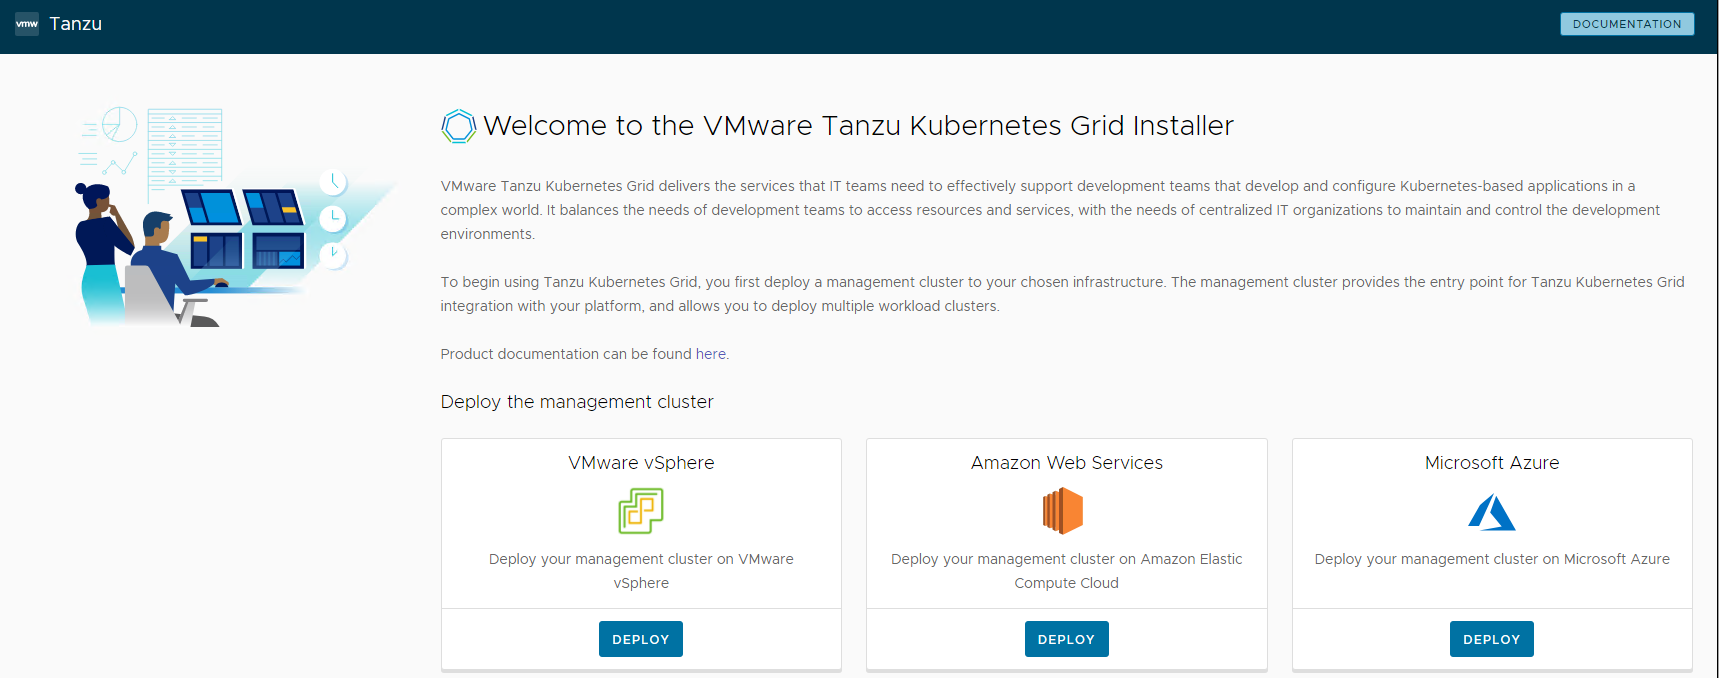 vmw Tanzu
DOCUMENTATION
Welcome to the VMware Tanzu Kubernetes Grid Installer
VMware Tanzu Kubernetes Grid delivers the services that IT teams need to effectively support development teams that develop and configure Kubernetes-based applications in a
complex world. It balances the needs of development teams to access resources and services, with the needs of centralized IT organizations to maintain and control the development
environments.
To begin using Tanzu Kubernetes Grid, you first deploy a management cluster to your chosen infrastructure. The management cluster provides the entry point for Tanzu Kubernetes Grid
integration with your platform, and allows you to deploy multiple workload clusters.
Product documentation can be found here.
Deploy the management cluster
VMware vSphere
Deploy your management cluster on VMware
vSphere
DEPLOY
Amazon Web Services
Deploy your management cluster on Amazon Elastic
Compute Cloud
DEPLOY
Microsoft Azure
Deploy your management cluster on Microsoft Azure
DEPLOY